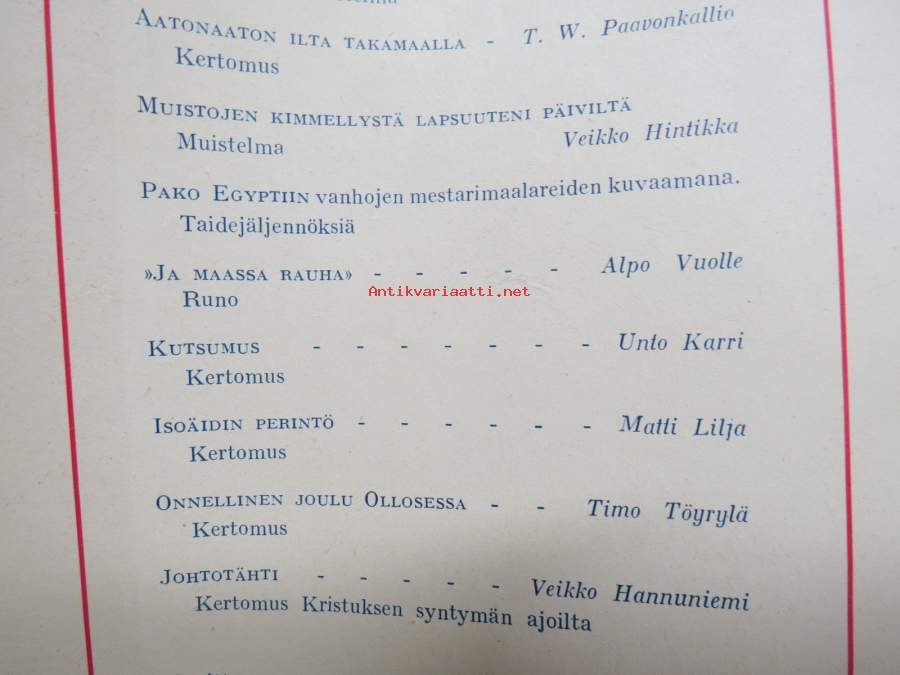 Aatonaaton ilta takamaalla - T. W. Paavonkallio
Kertomus
Muistojen kimmellystä lapsuuteni päiviltä
Muistelma Veikko Hintikka
Pako Egyptiin vanhojen mestarimaalareiden kuvaamana.
Taidejäljennöksiä
»Ja maassa rauha» - - - - - Alpo Vuolle
Antikvariaatti.net
Runo
Kutsumus - - - - - - - Unto Karri
Kertomus
Isoäidin perintö - - - - - - Matti Lilja
Kertomus
Onnellinen joulu Ollosessa - - Timo Töyrylä
Kertomus
Johtotähti - - - - - Veikko Hannuniemi
Kertomus Kristuksen syntymän ajoilta